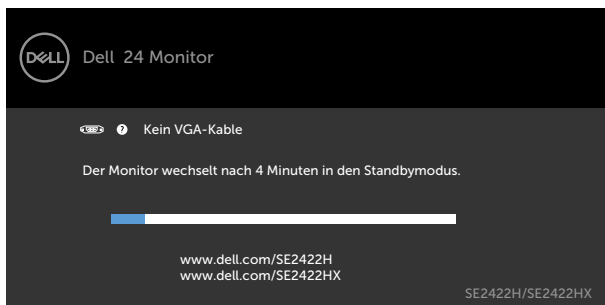 DELL Dell 24 Monitor
? Kein VGA-Kable
Der Monitor wechselt nach 4 Minuten in den Standbymodus.
www.dell.com/SE2422H
www.dell.com/SE2422HX
SE2422H/SE2422HX